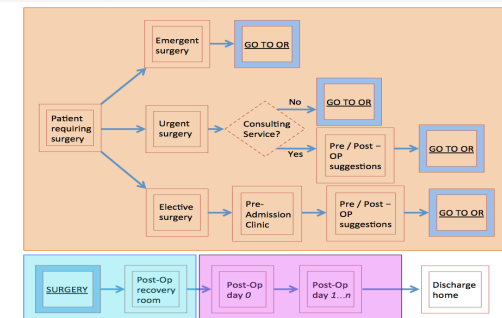 Emergent
surgery
GO TO OR
Patient
requiring
surgery
Urgent
surgery
Consulting
Service?
No
GO TO OR
Yes
Pre / Post –
OP
suggestions
GO TO OR
Elective
surgery
Pre-
Admission
Clinic
Pre / Post –
OP
suggestions
GO TO OR
SURGERY
Post-Op
recovery
room
Post-Op
day 0
Post-Op
day 1...n
Discharge
home